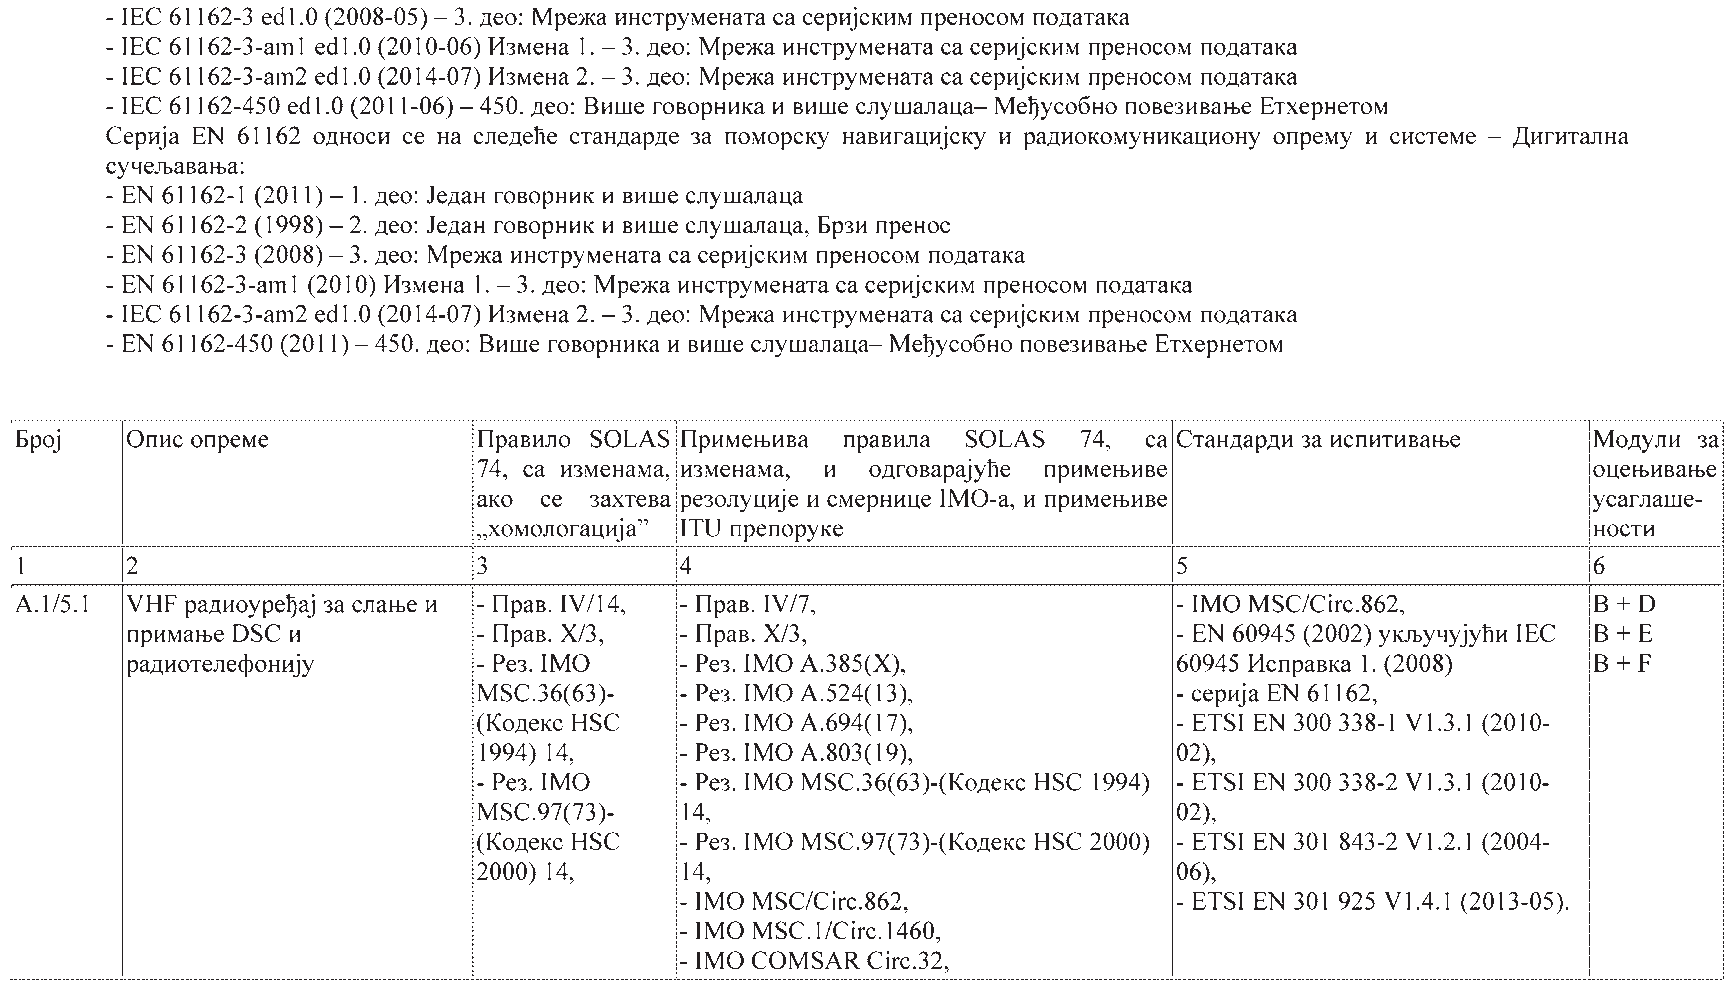 - IEC 61162-3 ed1.0 (2008-05) – 3. део: Мрежа инструмената са серијским преносом података
- IEC 61162-3-am1 ed1.0 (2010-06) Измена 1. – 3. део: Мрежа инструмената са серијским преносом података
- IEC 61162-3-am2 ed1.0 (2014-07) Измена 2. – 3. део: Мрежа инструмената са серијским преносом података
- IEC 61162-450 ed1.0 (2011-06) – 450. део: Више говорника и више слушалаца– Међусобно повезивање Етхернетом
Серија EN 61162 односи се на следеће стандарде за поморску навигацијску и радиокомуникациону опрему и системе – Дигитална
сучељавања:
- EN 61162-1 (2011) – 1. део: Један говорник и више слушалаца
- EN 61162-2 (1998) – 2. део: Један говорник и више слушалаца, Брзи пренос
- EN 61162-3 (2008) – 3. део: Мрежа инструмената са серијским преносом података
- EN 61162-3-am1 (2010) Измена 1. – 3. део: Мрежа инструмената са серијским преносом података
- IEC 61162-3-am2 ed1.0 (2014-07) Измена 2. – 3. део: Мрежа инструмената са серијским преносом података
- EN 61162-450 (2011) – 450. део: Више говорника и више слушалаца– Међусобно повезивање Етхернетом
Број
Опис опреме
Правило SOLAS
74, са изменама,
ако се захтева
„хомологација”
Примењива правила SOLAS 74, са
изменама, и одговарајуће примењиве
резолуције и смернице IMO-а, и примењиве
ITU препоруке
Стандарди за испитивање
Модули за
оцењивање
усаглаше-
ности
1
2
3
4
5
6
А.1/5.1
VHF радиоуређај за слање и
примање DSC и
радиотелефонију
- Прав. IV/14,
- Прав. X/3,
- Рез. IMO
MSC.36(63)-
(Кодекс HSC
1994) 14,
- Рез. IMO
MSC.97(73)-
(Кодекс HSC
2000) 14,
- Прав. IV/7,
- Прав. X/3,
- Рез. IMO A.385(X),
- Рез. IMO A.524(13),
- Рез. IMO A.694(17),
- Рез. IMO A.803(19),
- Рез. IMO MSC.36(63)-(Кодекс HSC 1994)
14,
- Рез. IMO MSC.97(73)-(Кодекс HSC 2000)
14,
- IMO MSC/Circ.862,
- IMO MSC.1/Circ.1460,
- IMO COMSAR Circ.32,
- IMO MSC/Circ.862,
- EN 60945 (2002) укључујући IEC
60945 Исправка 1. (2008)
- серија EN 61162,
- ETSI EN 300 338-1 V1.3.1 (2010-
02),
- ETSI EN 300 338-2 V1.3.1 (2010-
02),
- ETSI EN 301 843-2 V1.2.1 (2004-
06),
- ETSI EN 301 925 V1.4.1 (2013-05).
B + D
B + E
B + F